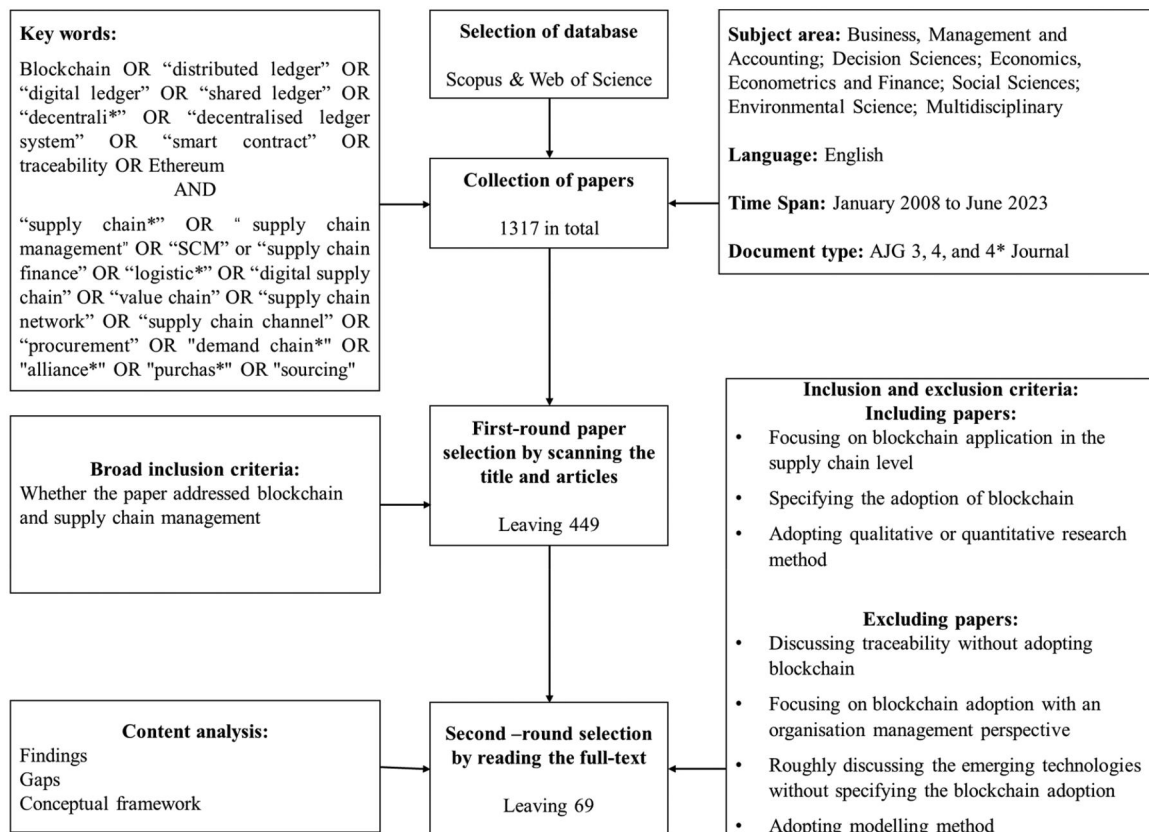 Key words:
Blockchain OR “distributed ledger” OR
“digital ledger” OR “shared ledger” OR
“decentrali*” OR “decentralised ledger
system” OR “smart contract” OR
traceability OR Ethereum
AND
“supply chain*” OR “ supply chain
management" OR “SCM” or “supply chain
finance” OR “logistic*” OR “digital supply
chain” OR “value chain” OR “supply chain
network” OR “supply chain channel” OR
“procurement” OR "demand chain*" OR
"alliance*" OR "purchas*" OR "sourcing"
Selection of database
Scopus & Web of Science
Subject area: Business, Management and
Accounting; Decision Sciences; Economics,
Econometrics and Finance; Social Sciences;
Environmental Science; Multidisciplinary
Language: English
Time Span: January 2008 to June 2023
Document type: AJG 3, 4, and 4* Journal
Collection of papers
1317 in total
Broad inclusion criteria:
Whether the paper addressed blockchain
and supply chain management
First-round paper
selection by scanning the
title and articles
Leaving 449
Inclusion and exclusion criteria:
Including papers:
• Focusing on blockchain application in the
supply chain level
• Specifying the adoption of blockchain
• Adopting qualitative or quantitative research
method
Excluding papers:
• Discussing traceability without adopting
blockchain
• Focusing on blockchain adoption with an
organisation management perspective
• Roughly discussing the emerging technologies
without specifying the blockchain adoption
• Adopting modelling method
Content analysis:
Findings
Gaps
Conceptual framework
Second –round selection
by reading the full-text
Leaving 69